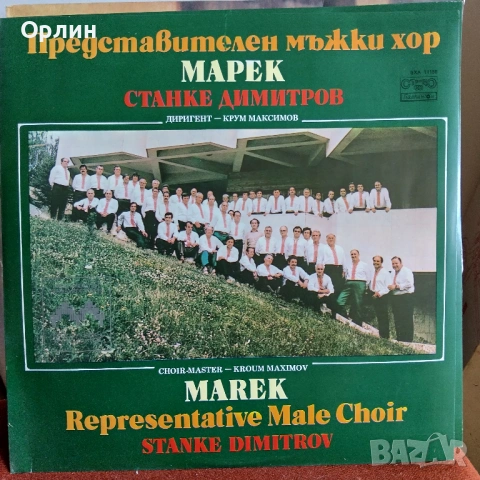 Орлин
Представителен мъжки хор
МАРЕК
СТАНКЕ ДИМИТРОВ
ДИРИГЕНТ – КРУМ МАКСИМОВ
CHOIR-MASTER – KROUM MAXIMOV
MAREK
Representative Male Choir
STANKE DIMITROV
BAZAR